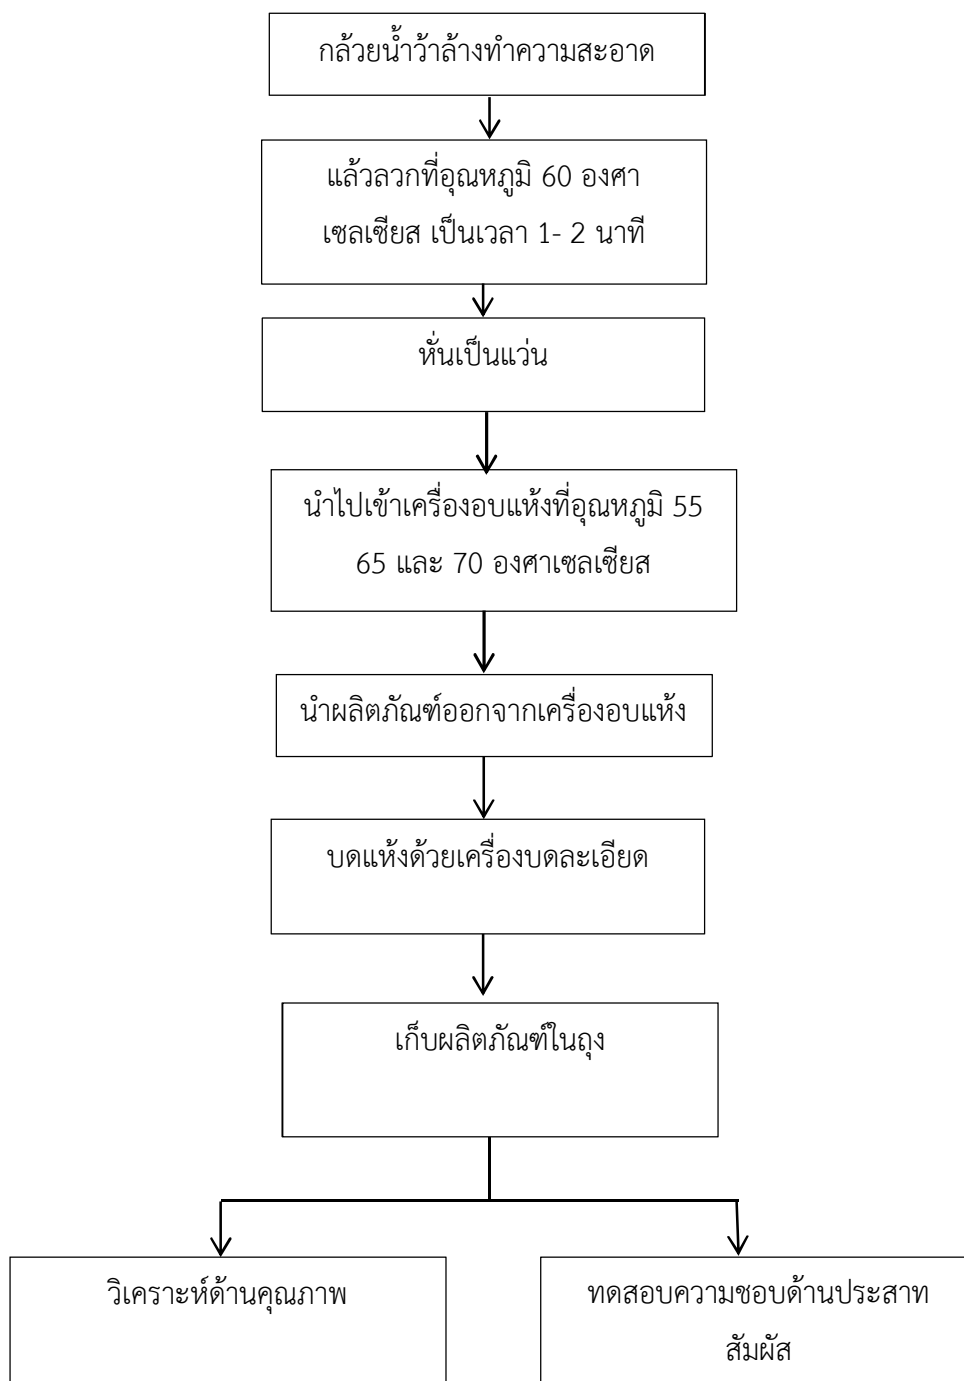 กล้วยน้ำว้าล้างทำความสะอาด
แล้วลวกที่อุณหภูมิ 60 องศา
เซลเซียส เป็นเวลา 1- 2 นาที
หั่นเป็นแว่น
นำไปเข้าเครื่องอบแห้งที่อุณหภูมิ 55
65 และ 70 องศาเซลเซียส
นำผลิตภัณฑ์ออกจากเครื่องอบแห้ง
บดแห้งด้วยเครื่องบดละเอียด
เก็บผลิตภัณฑ์ในถุง
วิเคราะห์ด้านคุณภาพ
ทดสอบความชอบด้านประสาท
สัมผัส